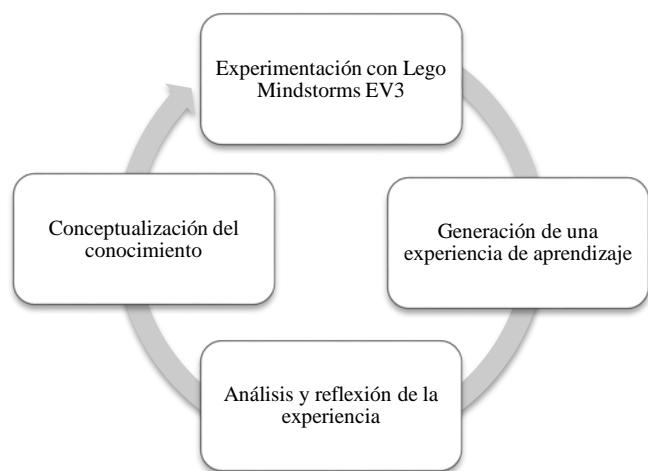 Experimentación con Lego
Mindstorms EV3
Generación de una
experiencia de aprendizaje
Análisis y reflexión de la
experiencia
Conceptualización del
conocimiento